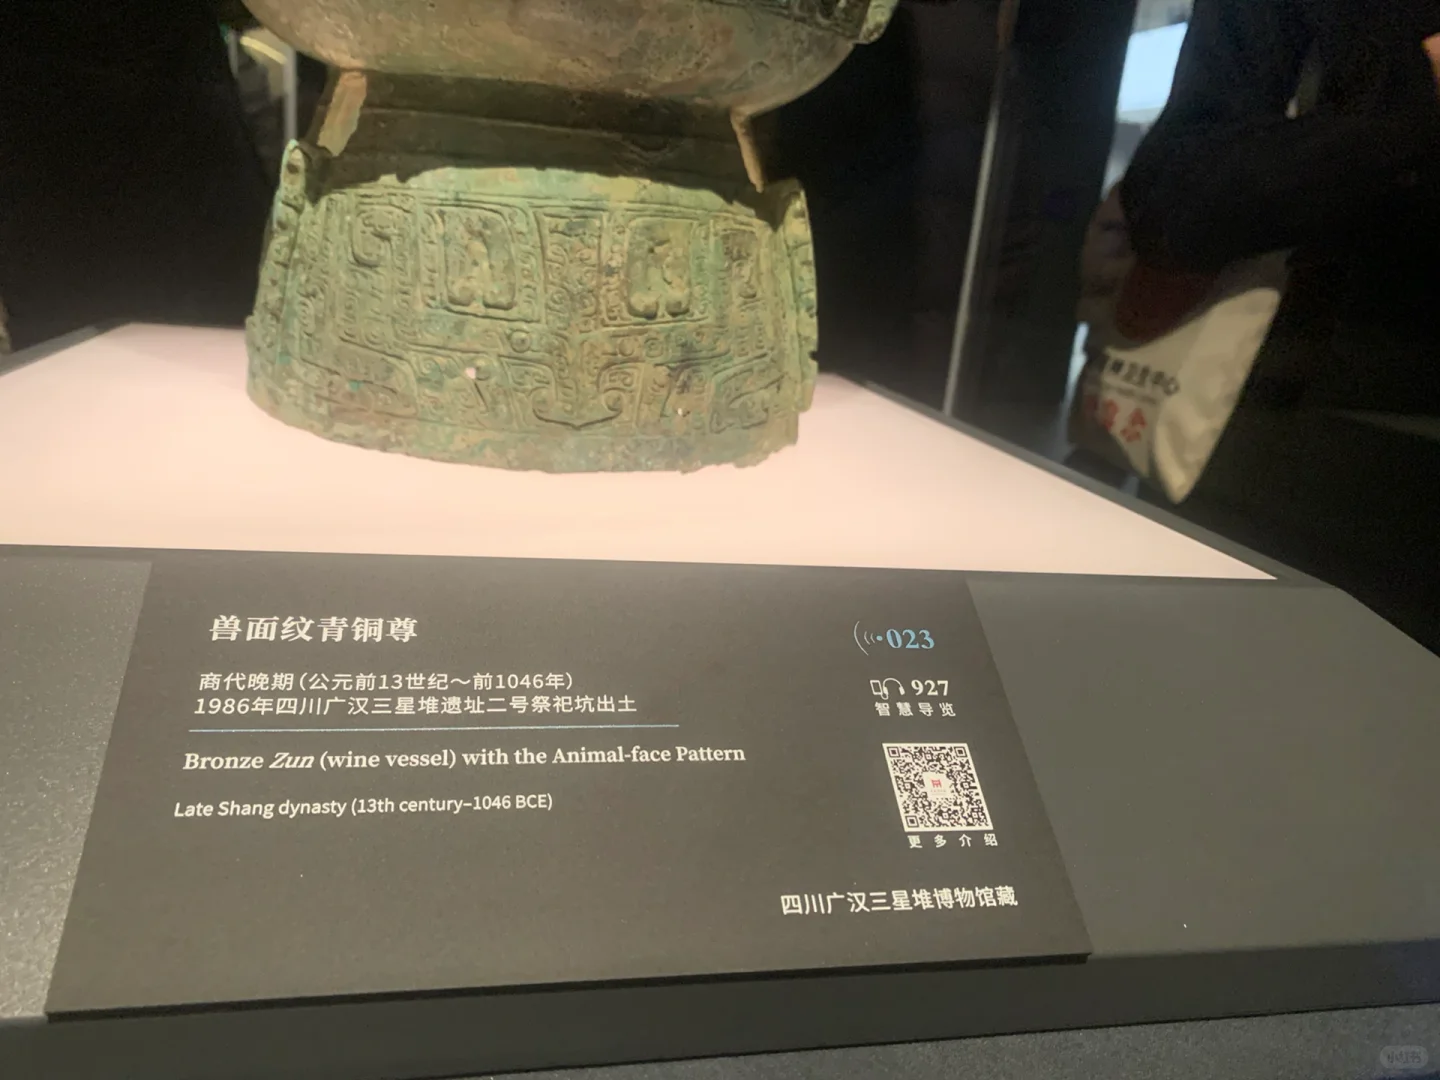 兽面纹青铜尊
商代晚期（公元前13世纪～前1046年）
1986年四川广汉三星堆遗址二号祭祀坑出土
Bronze Zun (wine vessel) with the Animal-face Pattern
Late Shang dynasty (13th century–1046 BCE)
023
927
智慧导览
更多介绍
四川广汉三星堆博物馆藏
小红书